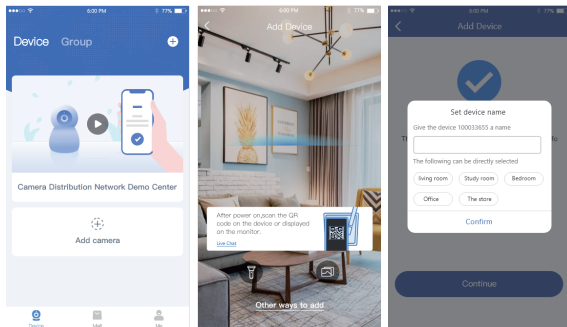 6:00 PM
77%
Device Group
Camera Distribution Network Demo Center
Add camera
Device
Mall
Me
6:00 PM
77%
Add Device
After power on,scan the QR
code on the device or displayed
on the monitor.
Live Chat
Other ways to add
6:00 PM
77%
Add Device
Set device name
Give the device 100033655 a name
The following can be directly selected
living room
Study room
Bedroom
Office
The store
Confirm
Continue